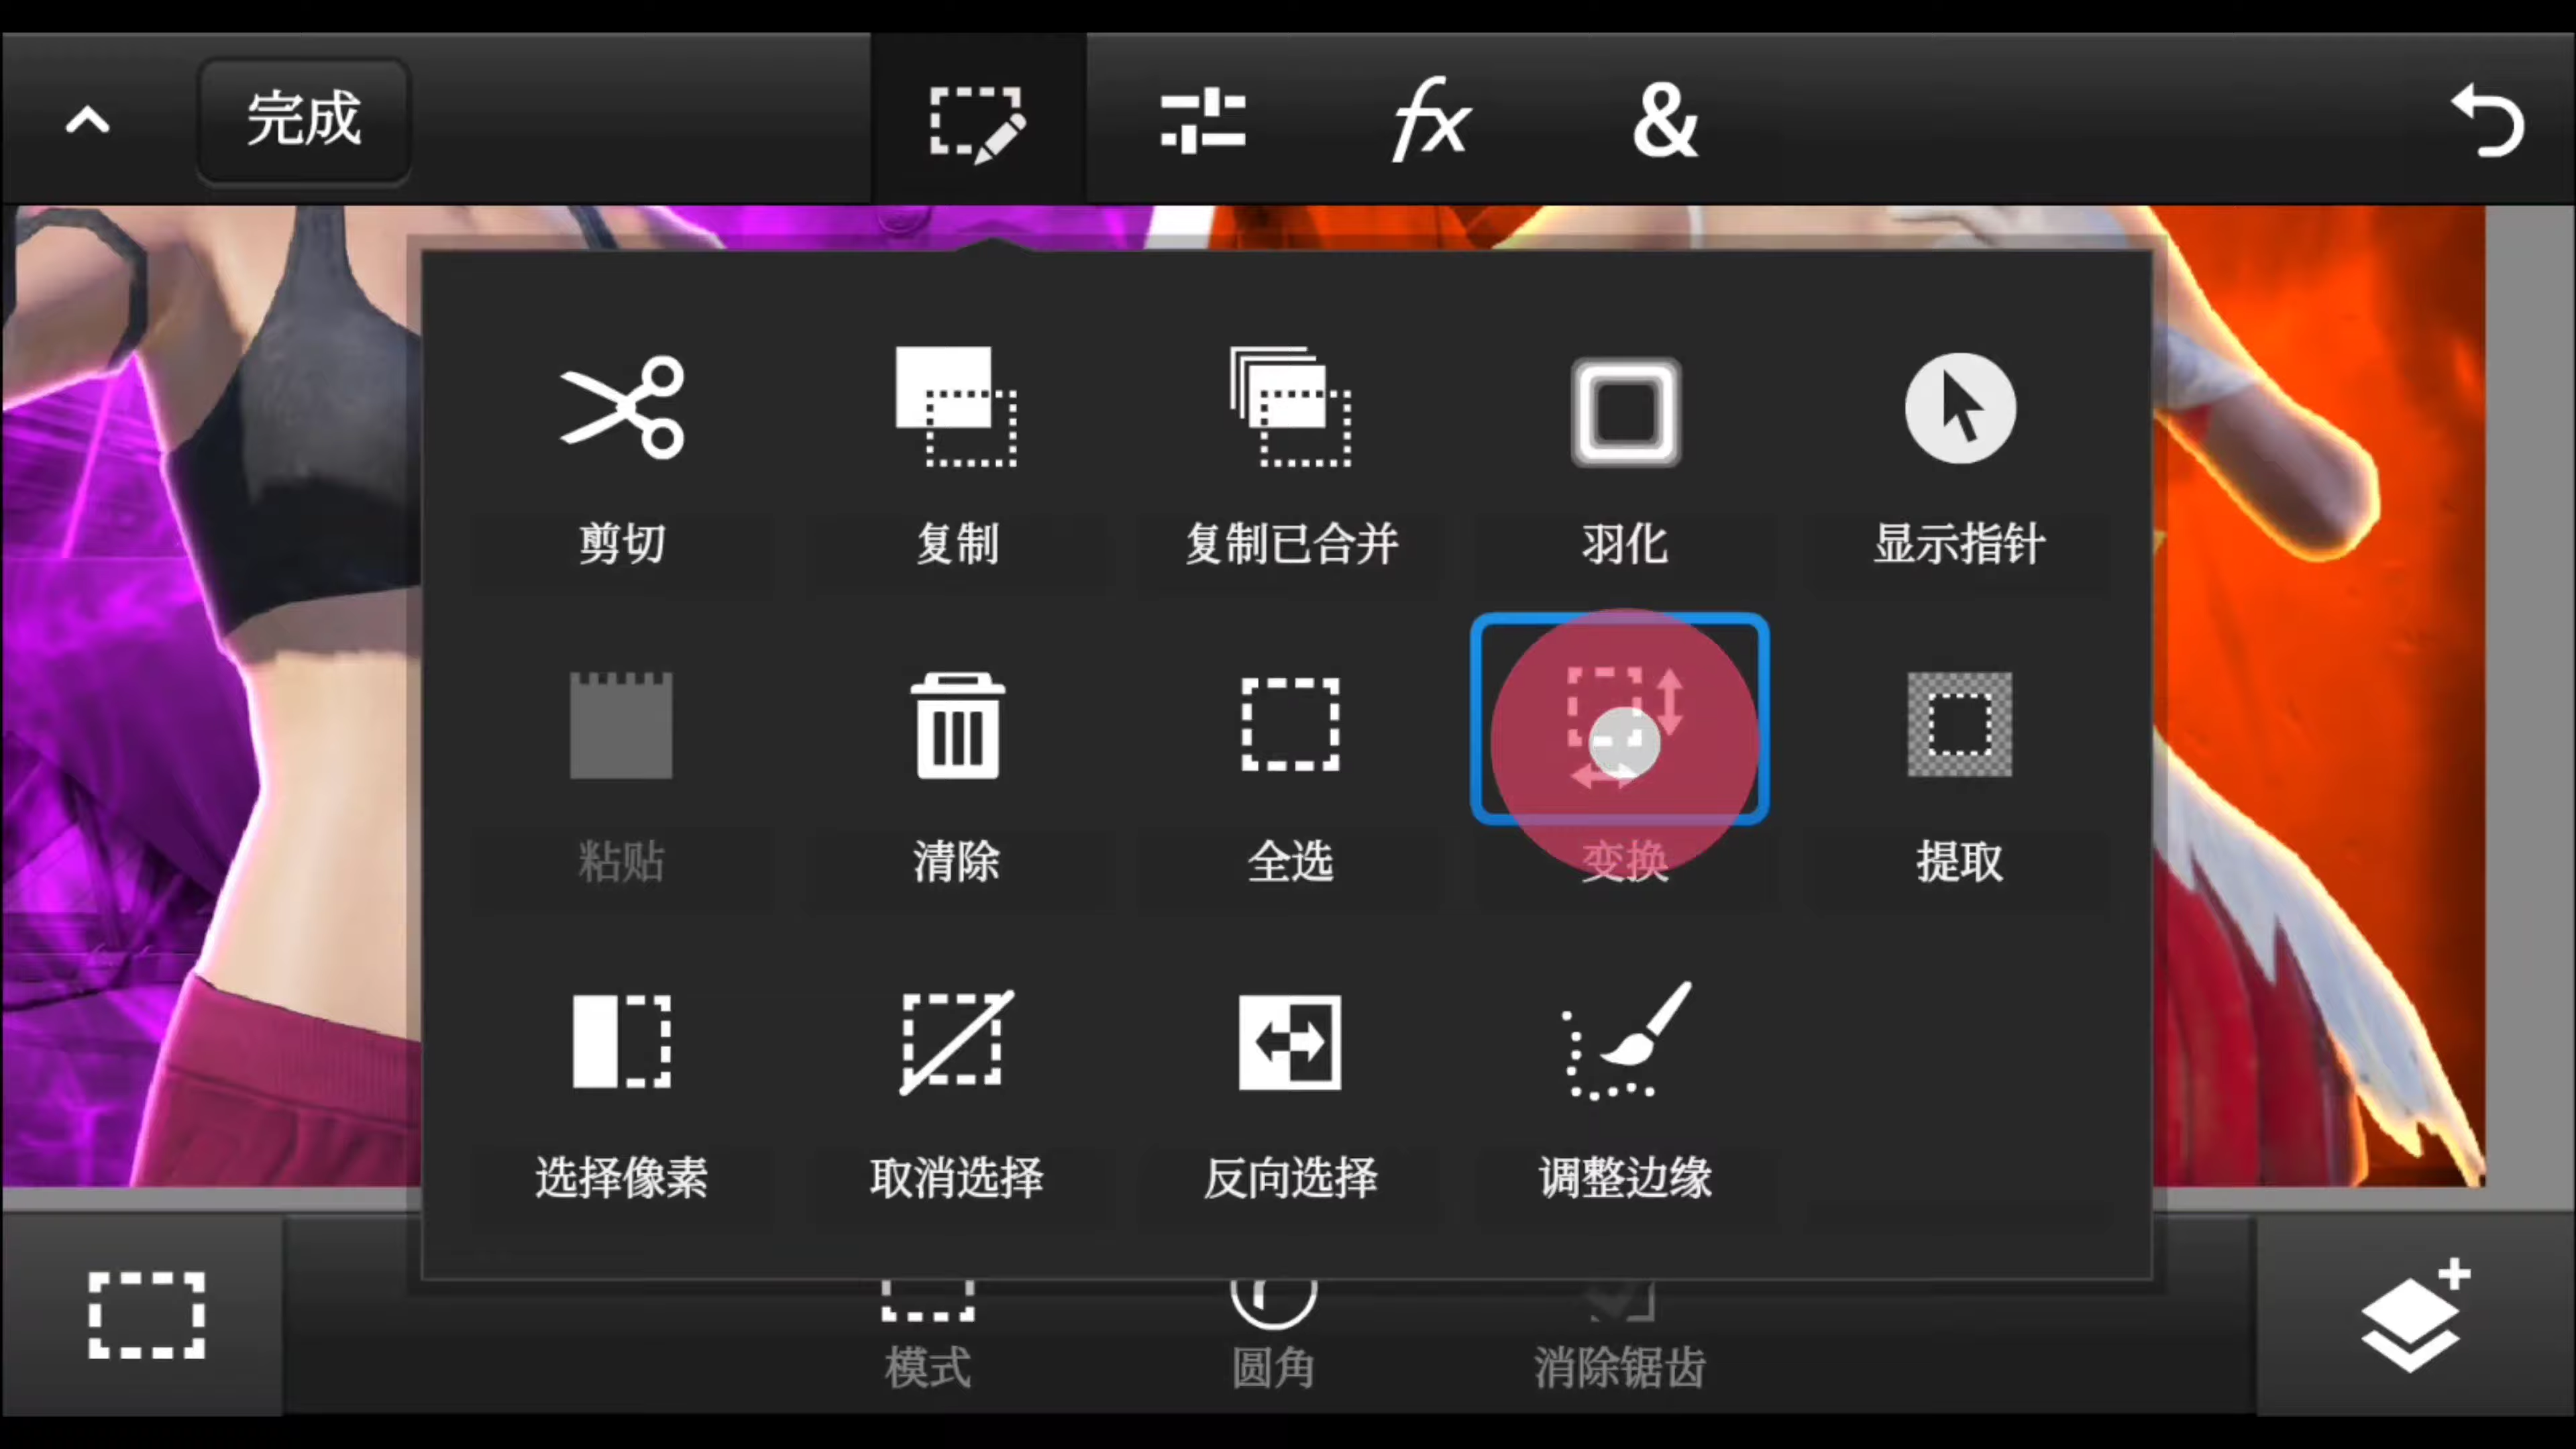 完成
fx &
剪切 复制 复制已合并 羽化 显示指针
粘贴 清除 全选 变换 提取
选择像素 取消选择 反向选择 调整边缘
模式 圆角 消除锯齿